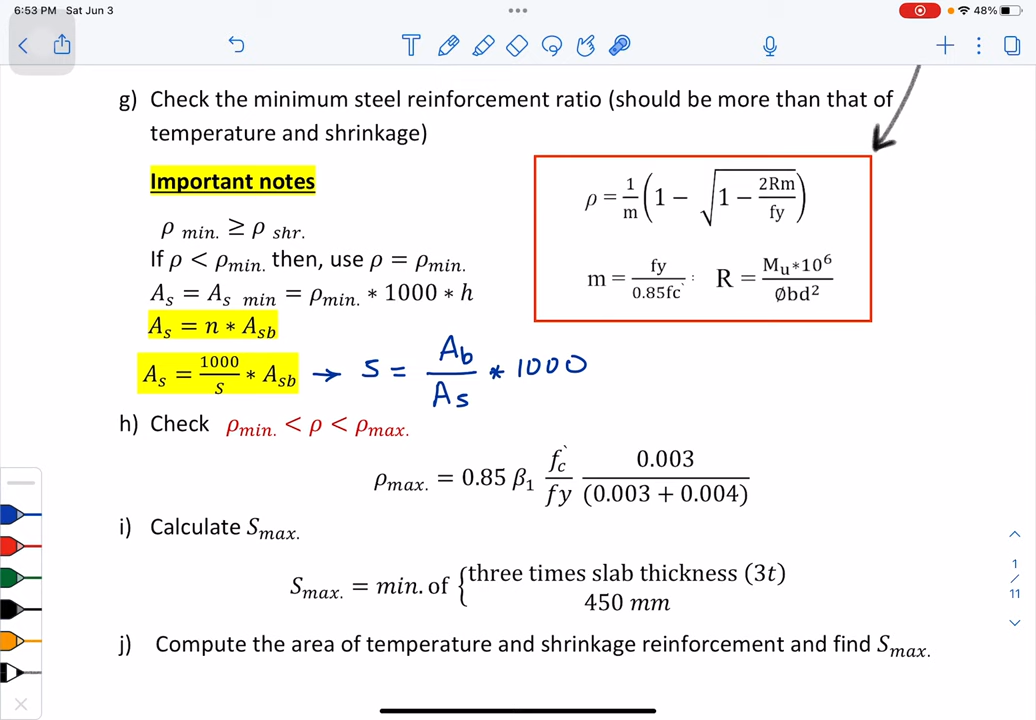 6:53 PM Sat Jun 3
48%
g) Check the minimum steel reinforcement ratio (should be more than that of
temperature and shrinkage)
Important notes
ρ min. ≥ ρ shr.
If ρ < ρmin. then, use ρ = ρmin.
As = As min = ρmin. * 1000 * h
As = n * Asb
As = 1000/S * Asb → S = Ab/As * 1000
ρ = 1/m (1 − √(1 − 2Rm/fy))
m = fy/0.85fc` : R = Mu*10⁶/Øbd²
h) Check ρmin. < ρ < ρmax.
ρmax. = 0.85 β1 fc`/fy 0.003/(0.003 + 0.004)
i) Calculate Smax.
Smax. = min. of { three times slab thickness (3t)
450 mm
j) Compute the area of temperature and shrinkage reinforcement and find Smax.
1
/
11
T